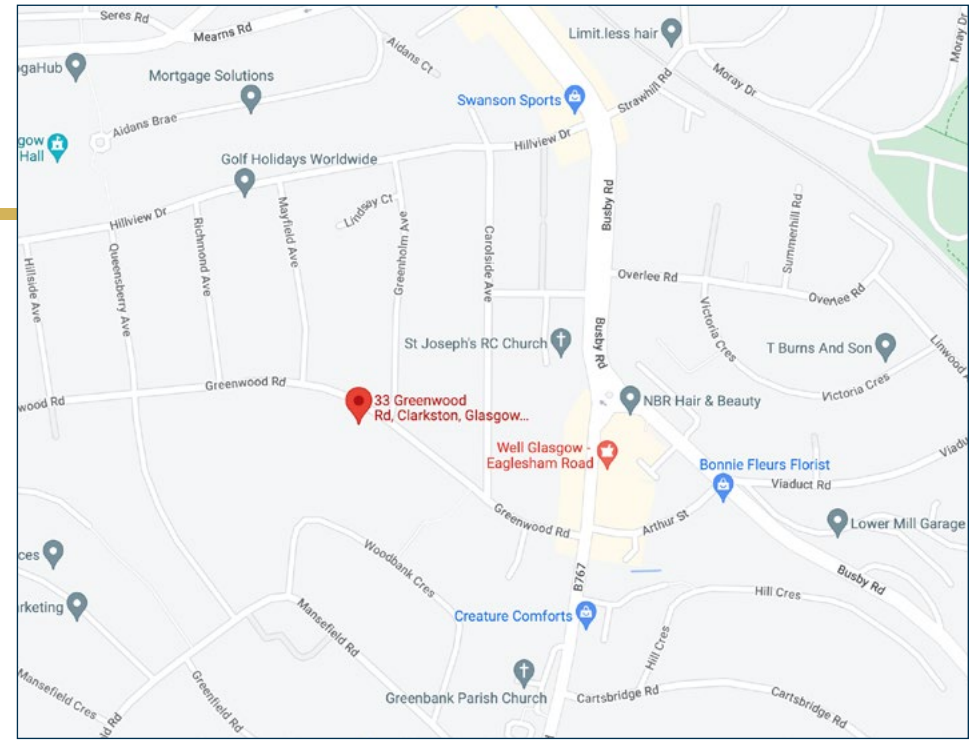 Seres Rd
Mearns Rd
Aidans Ct
Limit.less hair
Moray Dr
Moray Dr
ogaHub
Mortgage Solutions
Swanson Sports
Strawhill Rd
Aidans Brae
gow
Hall
Hillview Dr
Golf Holidays Worldwide
Hillview Dr
Lindsay Ct
Mayfield Ave
Richmond Ave
Queensberry Ave
Hillside Ave
Greenholm Ave
Carolside Ave
Busby Rd
Summerhill Rd
Overlee Rd
Overlee Rd
Victoria Cres
Busby Rd
St Joseph's RC Church
T Burns And Son
Linwood A
Victoria Cres
Greenwood Rd
wood Rd
33 Greenwood
Rd, Clarkston, Glasgow...
NBR Hair & Beauty
Well Glasgow -
Eaglesham Road
Bonnie Fleurs Florist
Viadu
Viaduct Rd
Greenwood Rd
Arthur St
Lower Mill Garage
ces
Woodbank Cres
B767
Busby Rd
Hill Cres
rketing
Mansefield Rd
Creature Comforts
Hill Cres
Greenbank Parish Church
Cartsbridge Rd
Cartsbridge Rd
Mansefield Cres
Greenfield Rd
ld Rd